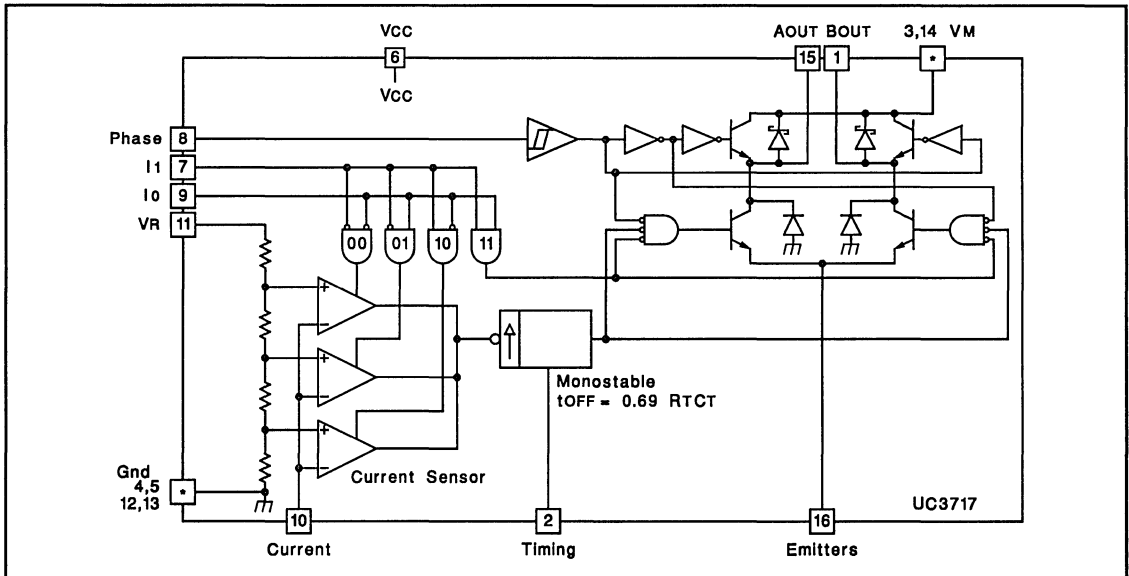 VCC
AOUT BOUT
3,14 VM
6
15
1
*
VCC
Phase
8
I1
7
I0
9
VR
11
00
01
10
11
+
−
+
−
+
−
Monostable
tOFF = 0.69 RTCT
Current Sensor
Gnd
4,5
12,13
*
UC3717
10
2
16
Current
Timing
Emitters